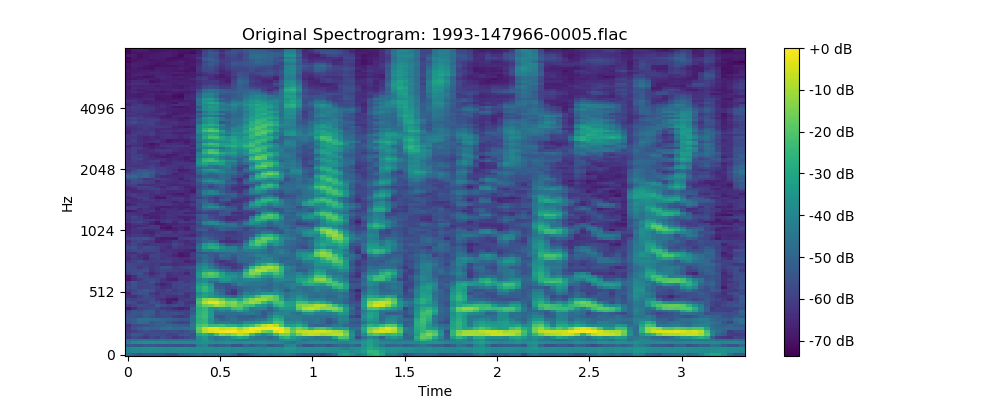 Original Spectrogram: 1993-147966-0005.flac
Hz
4096
2048
1024
512
0
0 0.5 1 1.5 2 2.5 3
Time
+0 dB
-10 dB
-20 dB
-30 dB
-40 dB
-50 dB
-60 dB
-70 dB